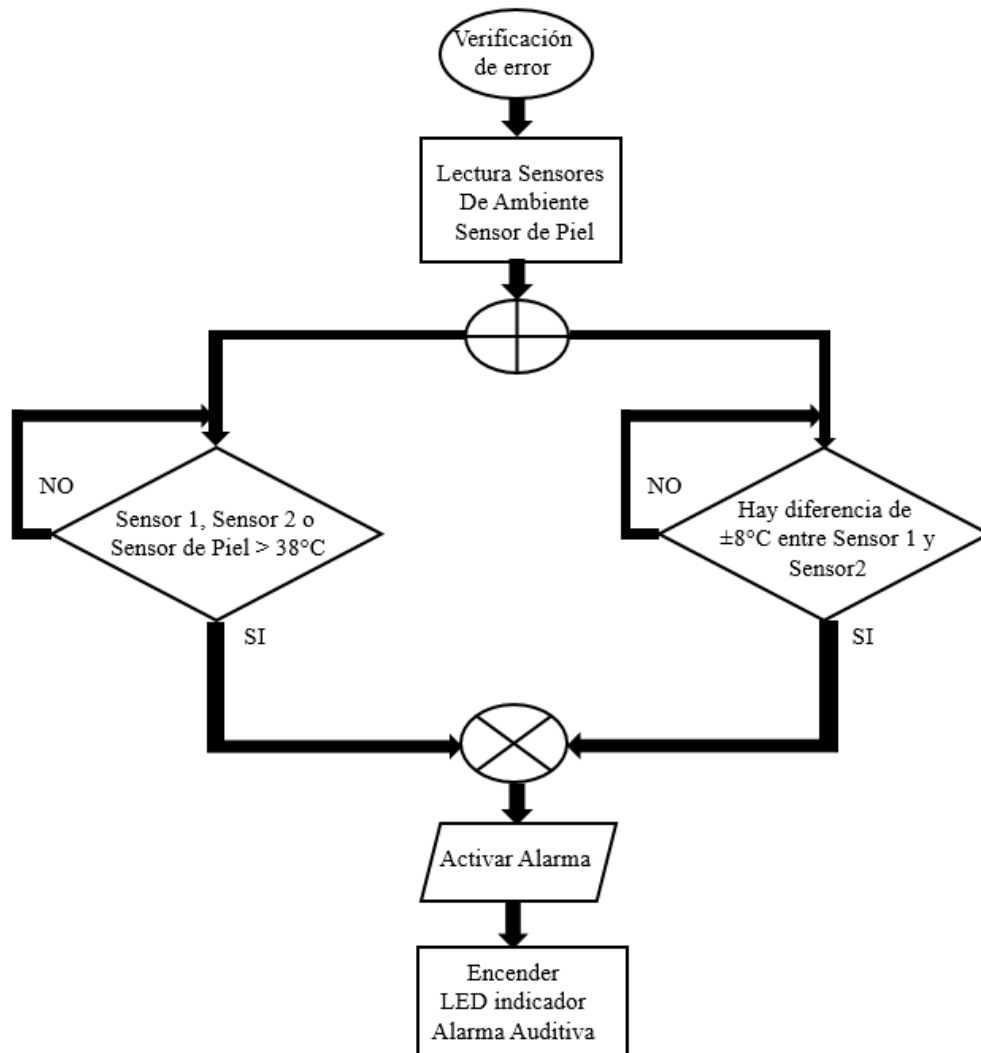 Verificación
de error
Lectura Sensores
De Ambiente
Sensor de Piel
NO
Sensor 1, Sensor 2 o
Sensor de Piel > 38°C
SI
NO
Hay diferencia de
±8°C entre Sensor 1 y
Sensor2
SI
Activar Alarma
Encender
LED indicador
Alarma Auditiva